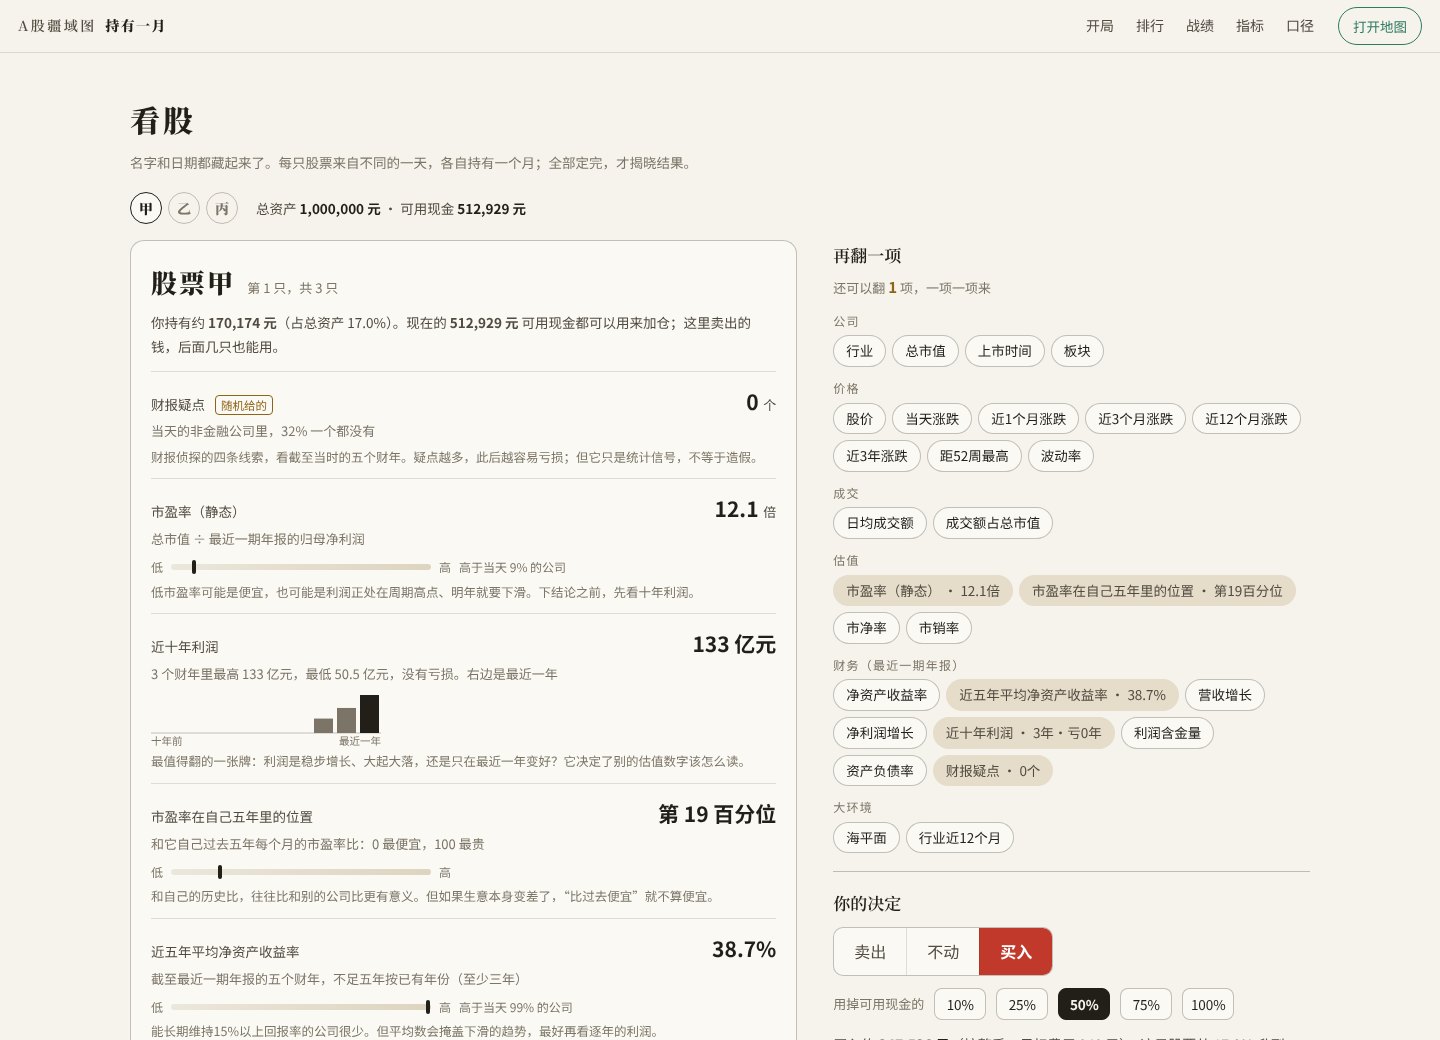 A股疆域图 持有一月
开局 排行 战绩 指标 口径 打开地图
看股
名字和日期都藏起来了。每只股票来自不同的一天，各自持有一个月；全部定完，才揭晓结果。
甲 乙 丙 总资产 1,000,000 元 · 可用现金 512,929 元
股票甲 第 1 只，共 3 只
你持有约 170,174 元（占总资产 17.0%）。现在的 512,929 元 可用现金都可以用来加仓；这里卖出的
钱，后面几只也能用。
财报疑点 随机给的 0 个
当天的非金融公司里，32% 一个都没有
财报侦探的四条线索，看截至当时的五个财年。疑点越多，此后越容易亏损；但它只是统计信号，不等于造假。
市盈率（静态） 12.1 倍
总市值 ÷ 最近一期年报的归母净利润
低 高 高于当天 9% 的公司
低市盈率可能是便宜，也可能是利润正处在周期高点、明年就要下滑。下结论之前，先看十年利润。
近十年利润 133 亿元
3 个财年里最高 133 亿元，最低 50.5 亿元，没有亏损。右边是最近一年
十年前 最近一年
最值得翻的一张牌：利润是稳步增长、大起大落，还是只在最近一年变好？它决定了别的估值数字该怎么读。
市盈率在自己五年里的位置 第 19 百分位
和它自己过去五年每个月的市盈率比：0 最便宜，100 最贵
低 高
和自己的历史比，往往比和别的公司比更有意义。但如果生意本身变差了，“比过去便宜”就不算便宜。
近五年平均净资产收益率 38.7%
截至最近一期年报的五个财年，不足五年按已有年份（至少三年）
低 高 高于当天 99% 的公司
能长期维持15%以上回报率的公司很少。但平均数会掩盖下滑的趋势，最好再看逐年的利润。
再翻一项
还可以翻 1 项，一项一项来
公司
行业 总市值 上市时间 板块
价格
股价 当天涨跌 近1个月涨跌 近3个月涨跌 近12个月涨跌
近3年涨跌 距52周最高 波动率
成交
日均成交额 成交额占总市值
估值
市盈率（静态） · 12.1倍 市盈率在自己五年里的位置 · 第19百分位
市净率 市销率
财务（最近一期年报）
净资产收益率 近五年平均净资产收益率 · 38.7% 营收增长
净利润增长 近十年利润 · 3年·亏0年 利润含金量
资产负债率 财报疑点 · 0个
大环境
海平面 行业近12个月
你的决定
卖出 不动 买入
用掉可用现金的 10% 25% 50% 75% 100%